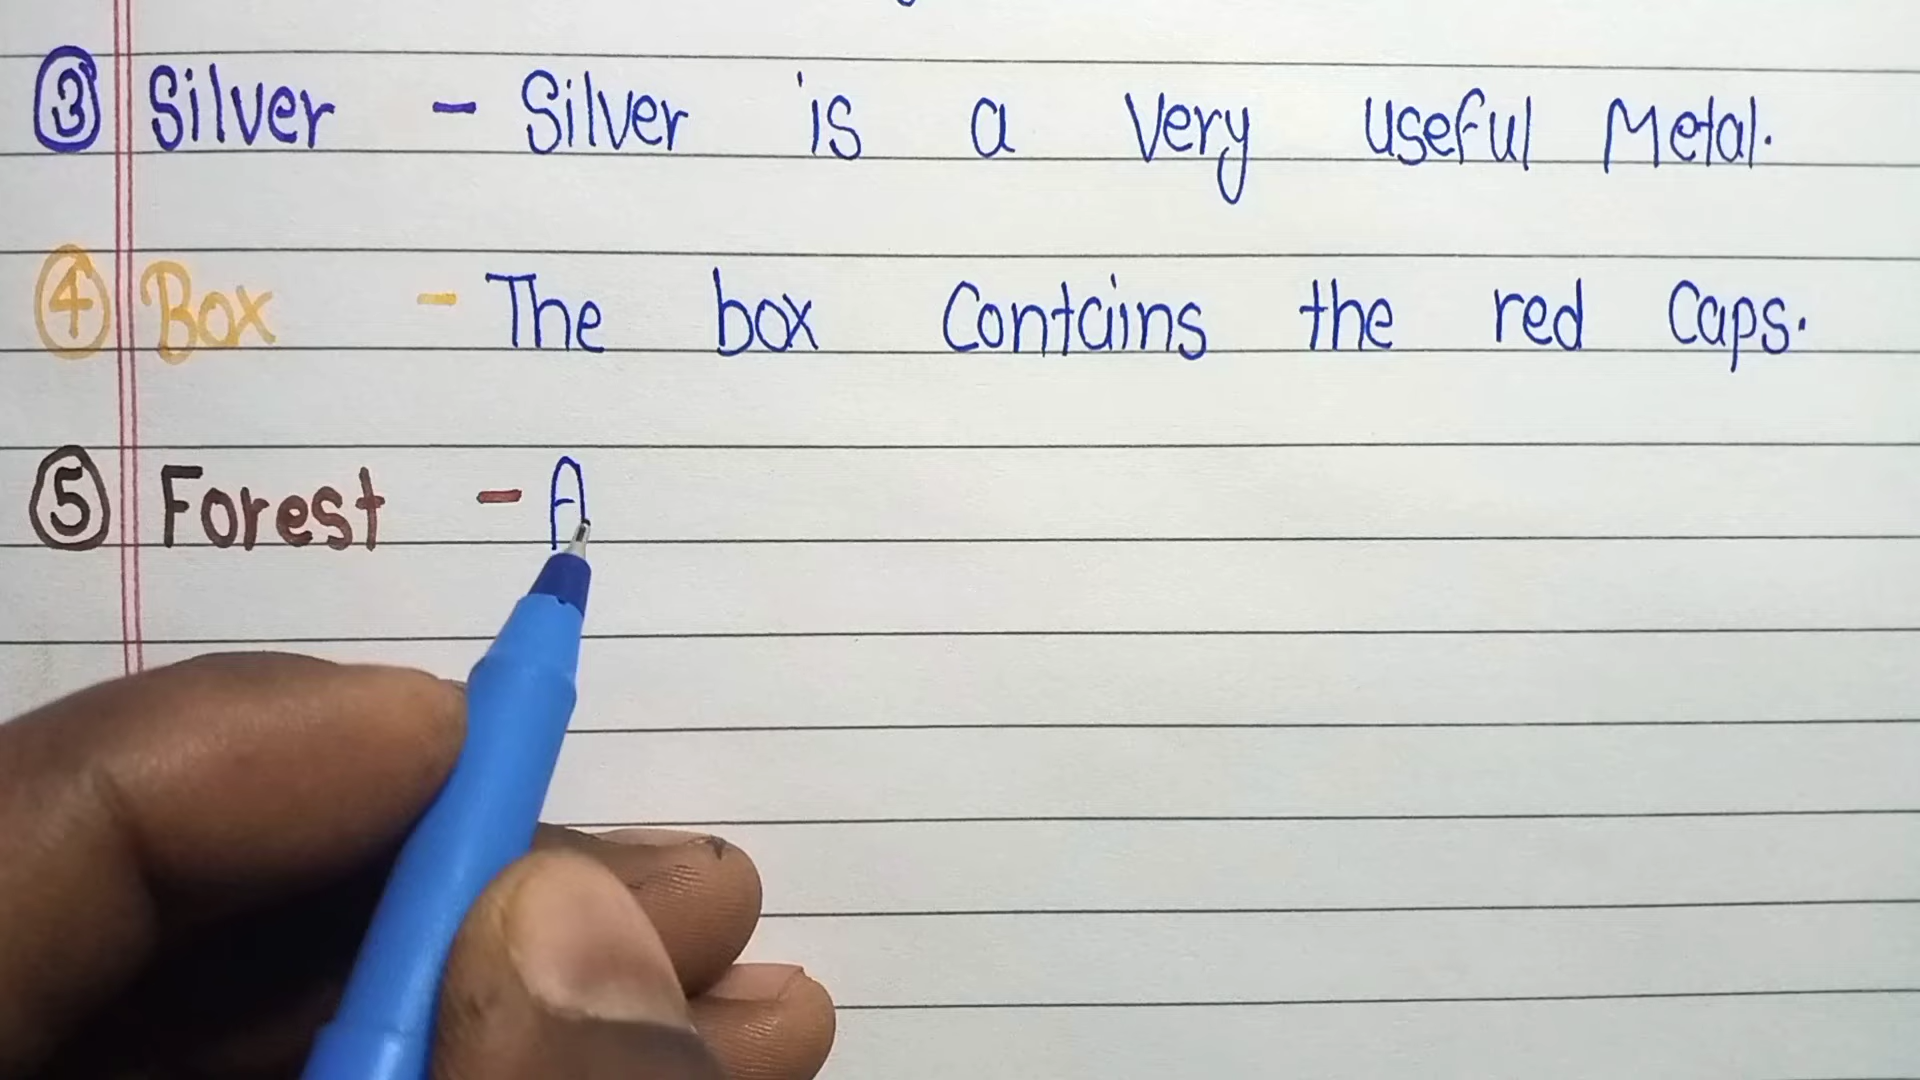 ③ Silver - Silver is a very useful Metal.
④ Box - The box Contains the red Caps.
⑤ Forest - A